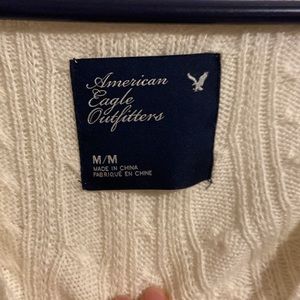 American
Eagle
Outfitters
M/M
MADE IN CHINA
FABRIQUÉ EN CHINE